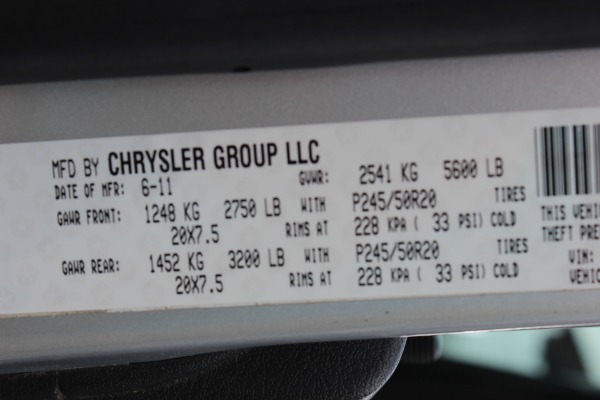 MFD BY CHRYSLER GROUP LLC
DATE OF MFR: 6-11 GVWR: 2541 KG 5600 LB
GAWR FRONT: 1248 KG 2750 LB WITH P245/50R20 TIRES
20X7.5 RIMS AT 228 KPA ( 33 PSI) COLD
GAWR REAR: 1452 KG 3200 LB WITH P245/50R20 TIRES
20X7.5 RIMS AT 228 KPA ( 33 PSI) COLD
THIS VEHI
THEFT PRE
VIN:
VEHIC